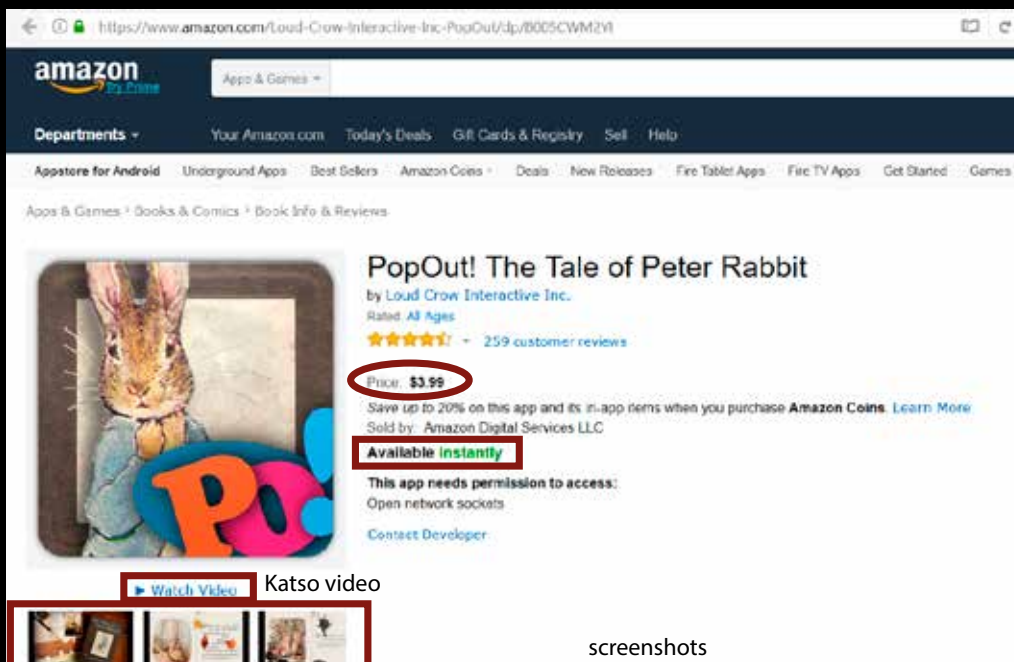 https://www.amazon.com/Loud-Crow-Interactive-Inc-PopOut/dp/B005CWM2VI
amazon
Try Prime
Apps & Games
Departments
Your Amazon.com Today's Deals Gift Cards & Registry Sell Help
Appstore for Android Underground Apps Best Sellers Amazon Coins Deals New Releases Fire Tablet Apps Fire TV Apps Get Started Games
Apps & Games › Books & Comics › Book Info & Reviews
PopOut! The Tale of Peter Rabbit
by Loud Crow Interactive Inc.
Rated: All Ages
259 customer reviews
Price: $3.99
Save up to 20% on this app and its in-app items when you purchase Amazon Coins. Learn More
Sold by: Amazon Digital Services LLC
Available instantly
This app needs permission to access:
Open network sockets
Contact Developer
PO!
Watch Video
Katso video
screenshots